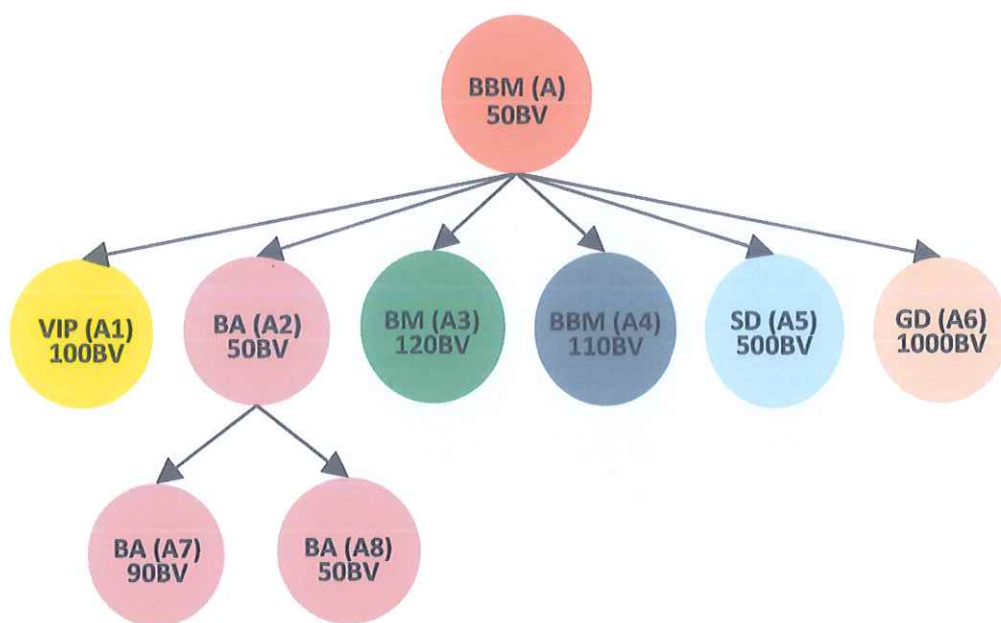 BBM (A)
50BV
VIP (A1)
100BV
BA (A2)
50BV
BM (A3)
120BV
BBM (A4)
110BV
SD (A5)
500BV
GD (A6)
1000BV
BA (A7)
90BV
BA (A8)
50BV